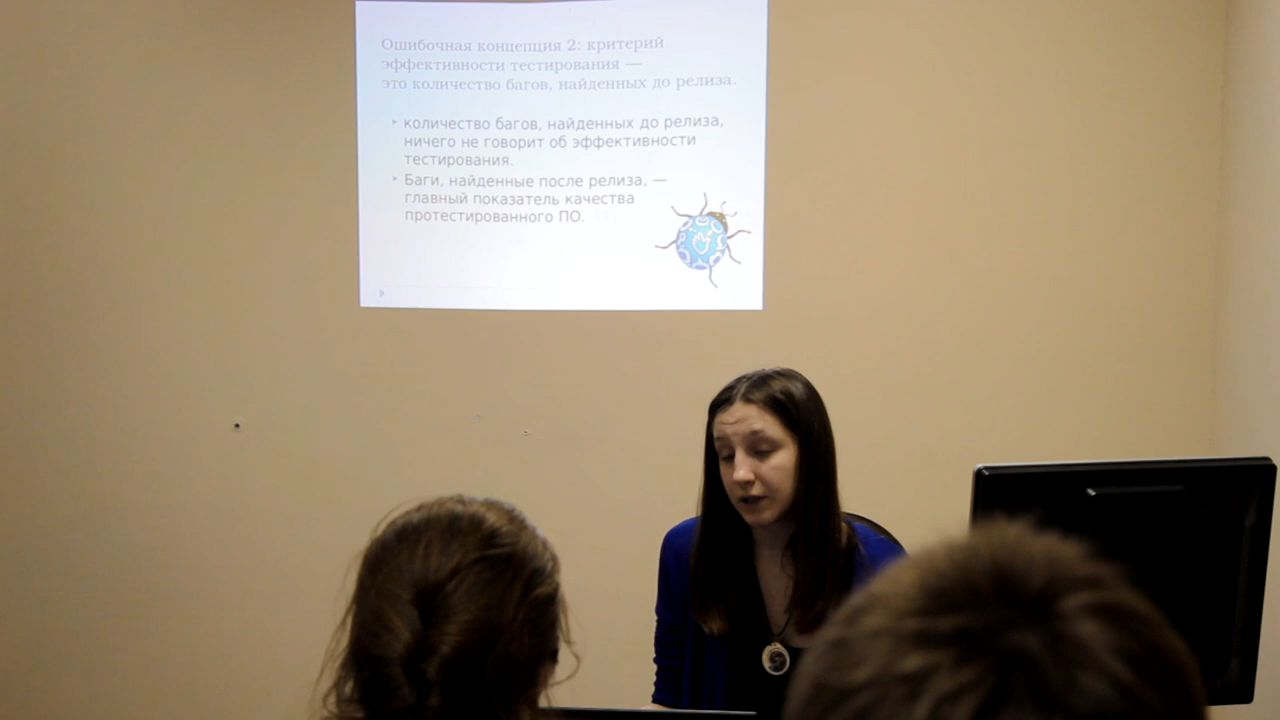 Ошибочная концепция 2: критерий
эффективности тестирования —
это количество багов, найденных до релиза.
количество багов, найденных до релиза,
ничего не говорит об эффективности
тестирования.
Баги, найденные после релиза, —
главный показатель качества
протестированного ПО.